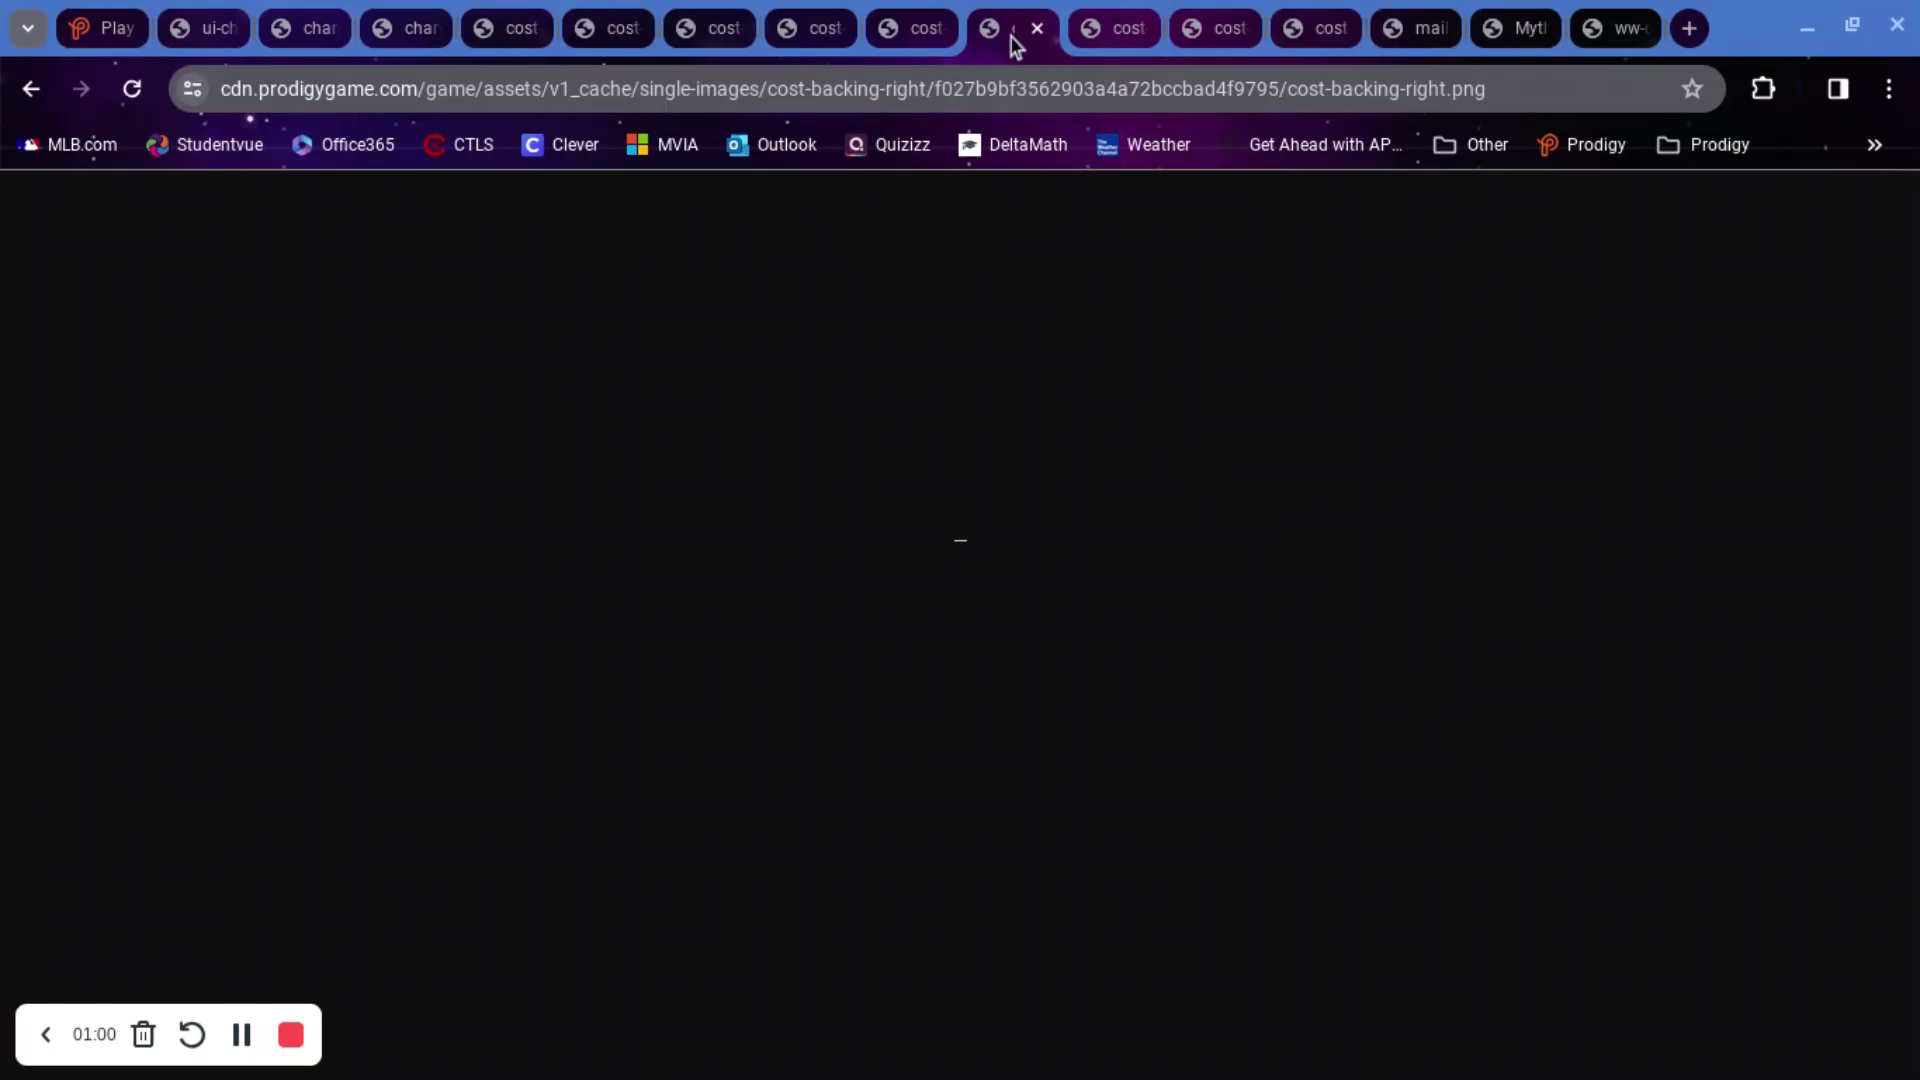 Play ui-ch char char cost cost cost cost cost cost cost cost mail Myth ww-
cdn.prodigygame.com/game/assets/v1_cache/single-images/cost-backing-right/f027b9bf3562903a4a72bccbad4f9795/cost-backing-right.png
MLB.com Studentvue Office365 CTLS Clever MVIA Outlook Quizizz DeltaMath Weather Get Ahead with AP... Other Prodigy Prodigy
01:00